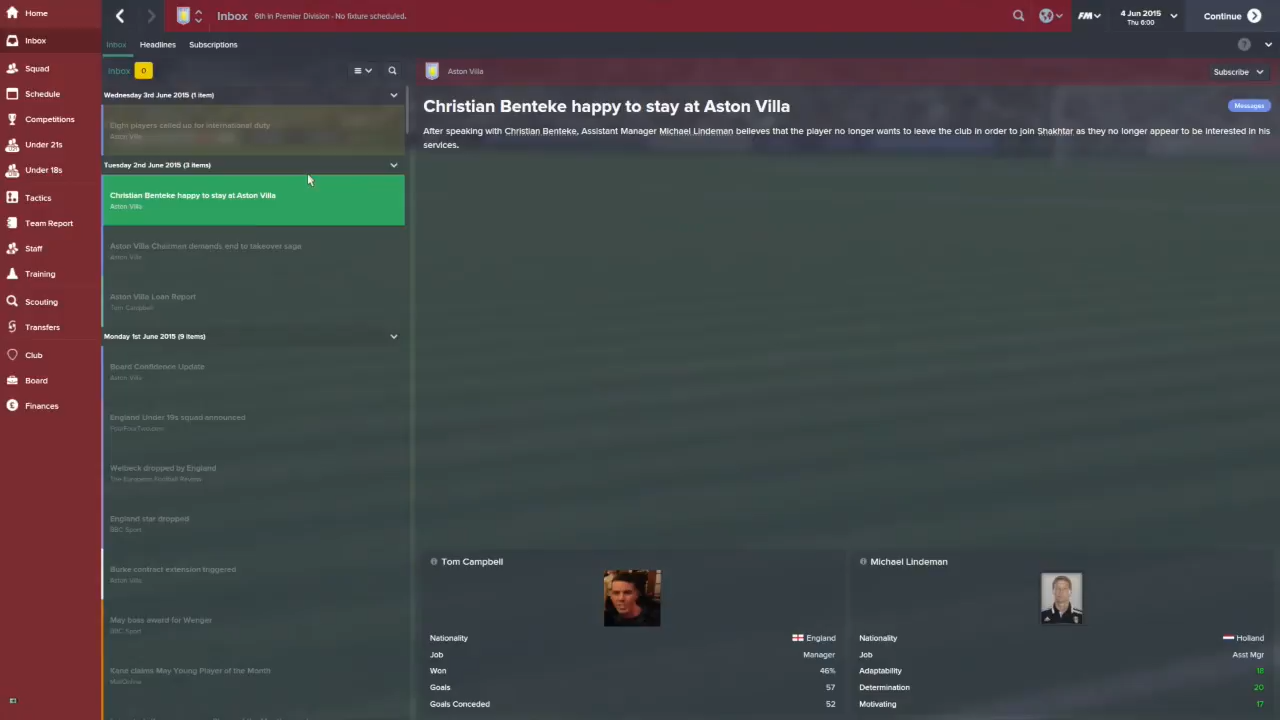 Home
Inbox
Squad
Schedule
Competitions
Under 21s
Under 18s
Tactics
Team Report
Staff
Training
Scouting
Transfers
Club
Board
Finances
Inbox 6th in Premier Division - No fixture scheduled.
FM
4 Jun 2015
Thu 6:00
Continue
Inbox Headlines Subscriptions
Inbox 0
Wednesday 3rd June 2015 (1 item)
Eight players called up for international duty
Aston Villa
Tuesday 2nd June 2015 (3 items)
Christian Benteke happy to stay at Aston Villa
Aston Villa
Aston Villa Chairman demands end to takeover saga
Aston Villa
Aston Villa Loan Report
Tom Campbell
Monday 1st June 2015 (9 items)
Board Confidence Update
Aston Villa
England Under 19s squad announced
FourFourTwo
Welbeck dropped by England
The European Football Review
England star dropped
BBC Sport
Burke contract extension triggered
Aston Villa
May boss award for Wenger
BBC Sport
Kane claims May Young Player of the Month
MailOnline
Aston Villa
Subscribe
Christian Benteke happy to stay at Aston Villa
Messages
After speaking with Christian Benteke, Assistant Manager Michael Lindeman believes that the player no longer wants to leave the club in order to join Shakhtar as they no longer appear to be interested in his
services.
Tom Campbell
Nationality England
Job Manager
Won 46%
Goals 57
Goals Conceded 52
Michael Lindeman
Nationality Holland
Job Asst Mgr
Adaptability 18
Determination 20
Motivating 17